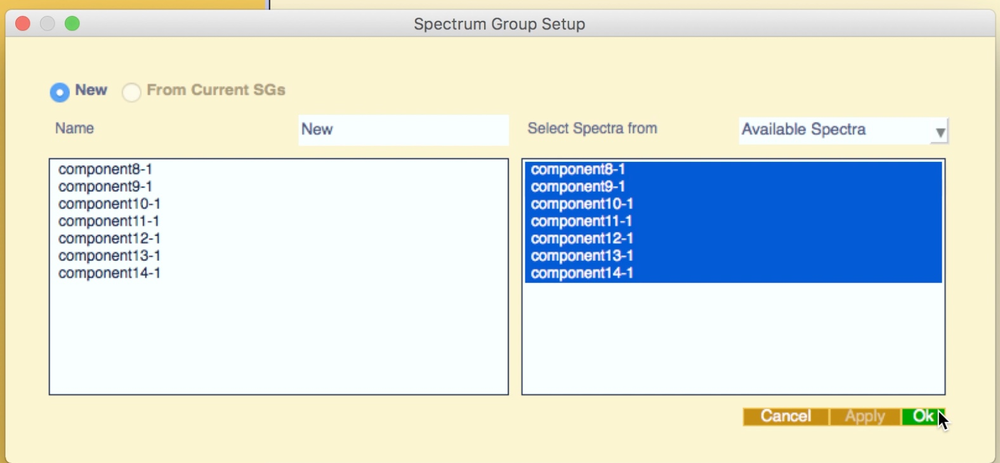 Spectrum Group Setup
New From Current SGs
Name New Select Spectra from Available Spectra
component8-1
component9-1
component10-1
component11-1
component12-1
component13-1
component14-1
component8-1
component9-1
component10-1
component11-1
component12-1
component13-1
component14-1
Cancel Apply Ok